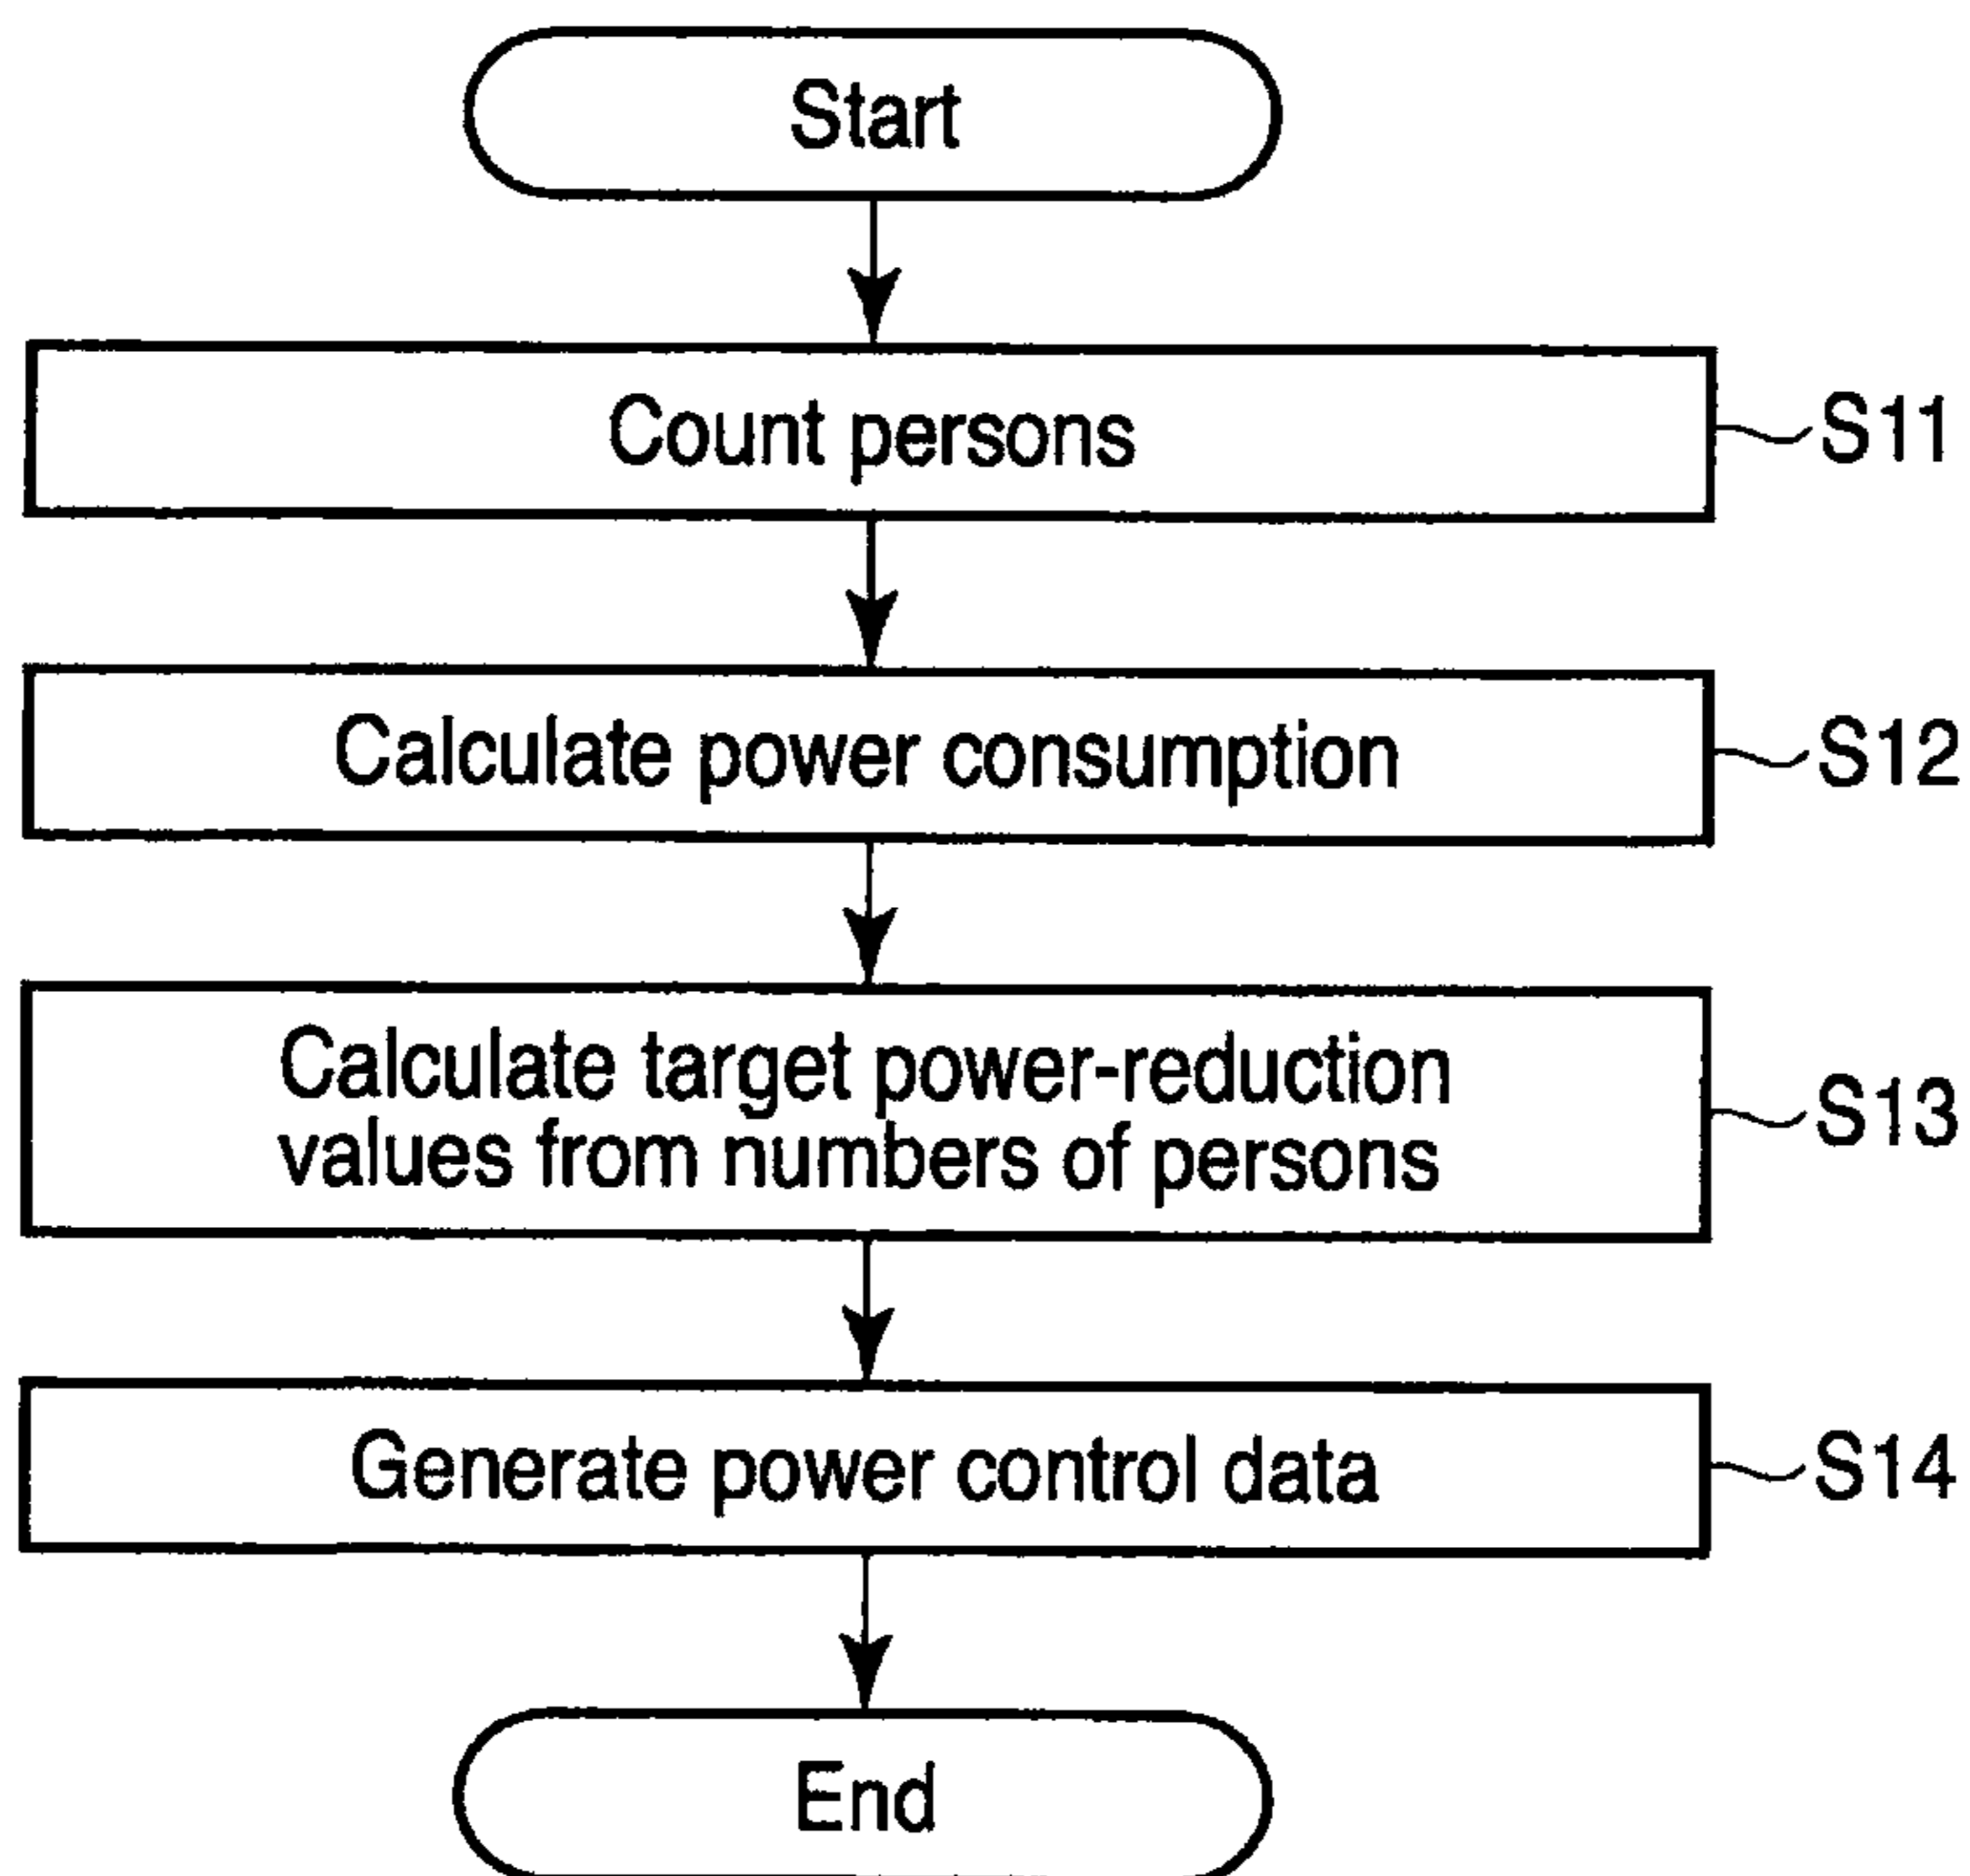 Start
Count persons
S11
Calculate power consumption
S12
Calculate target power-reduction
values from numbers of persons
S13
Generate power control data
S14
End